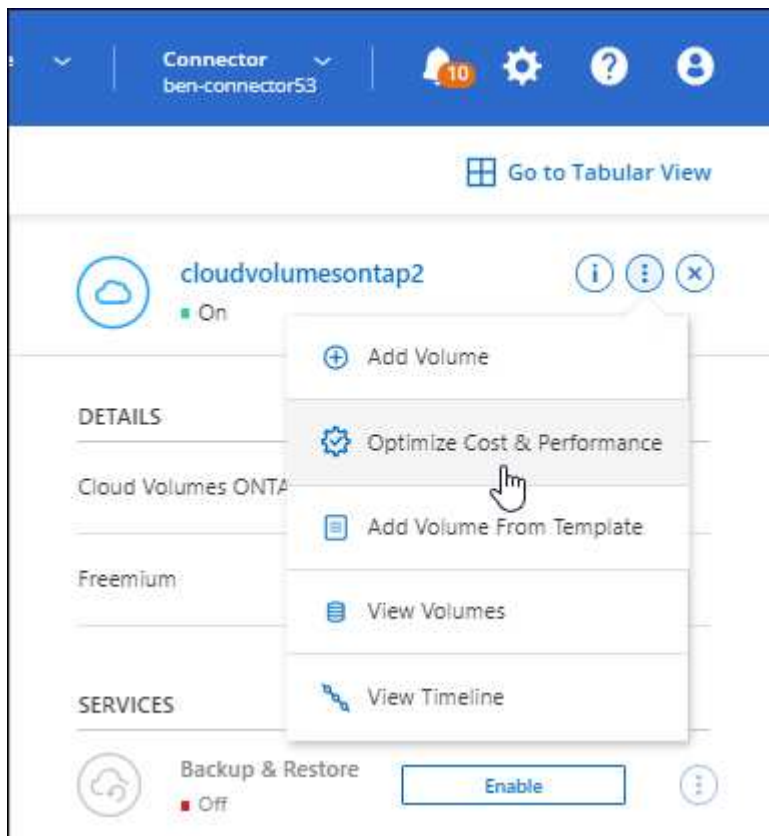 Connector
ben-connector53
10
Go to Tabular View
cloudvolumesontap2
On
Add Volume
DETAILS
Optimize Cost & Performance
Cloud Volumes ONTA
Add Volume From Template
Freemium
View Volumes
View Timeline
SERVICES
Backup & Restore
Off
Enable